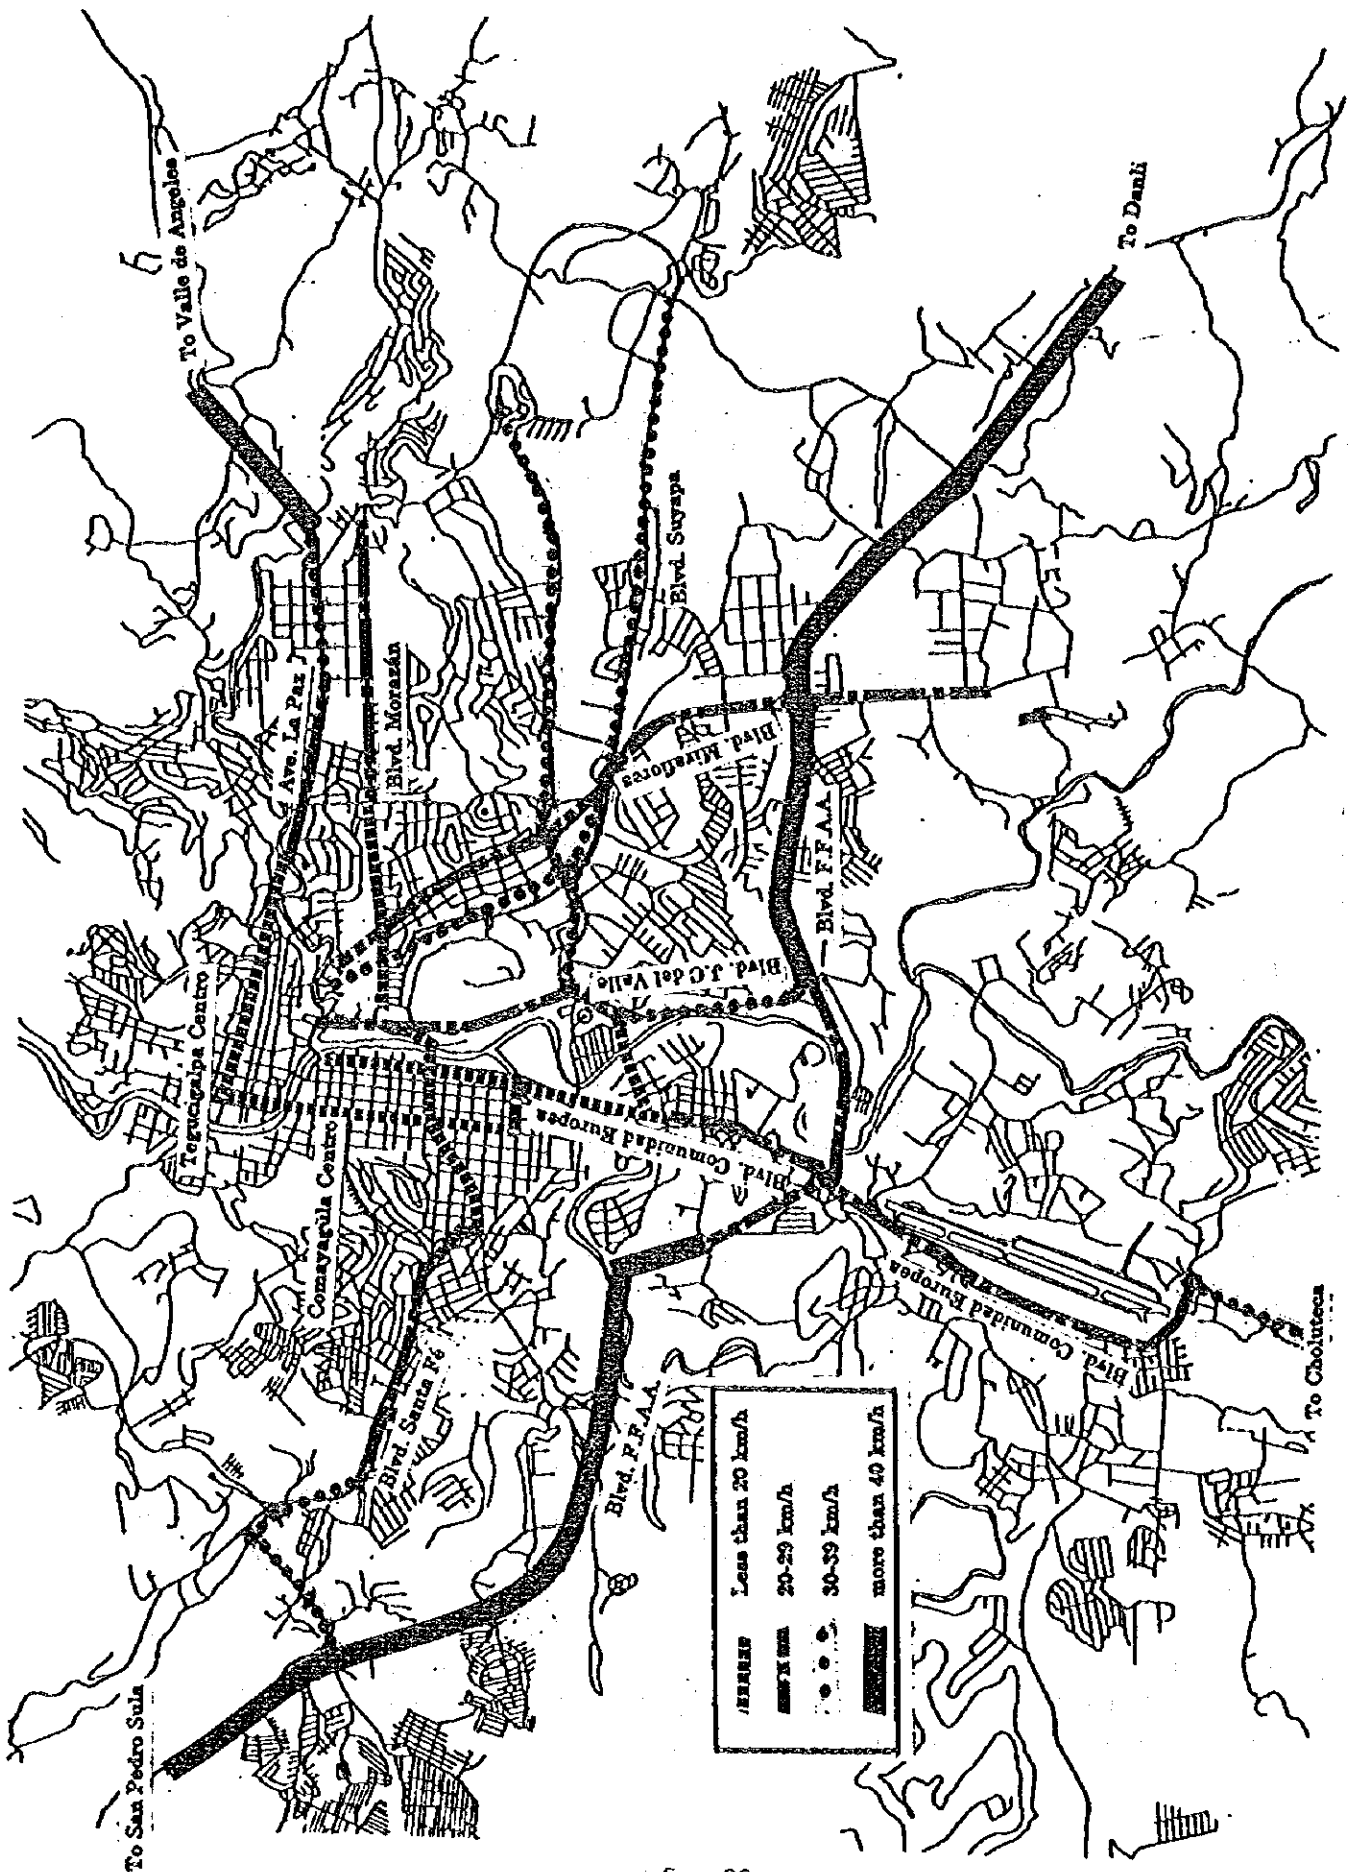 To San Pedro Sula
To Valle de Angeles
Tegucigalpa Centro
Ave. La Paz
Comayagula Centro
Blvd. Morazán
Blvd. Santa Fé
Blvd. Suyapa
Blvd. Miraflores
Blvd. J.C del Valle
Blvd. Comunidad Europea
Blvd. F.F.A.A.
Blvd. F.F.A.A.
To Danli
Blvd. Comunidad Europea
To Choluteca
Less than 20 km/h
20-29 km/h
30-39 km/h
more than 40 km/h